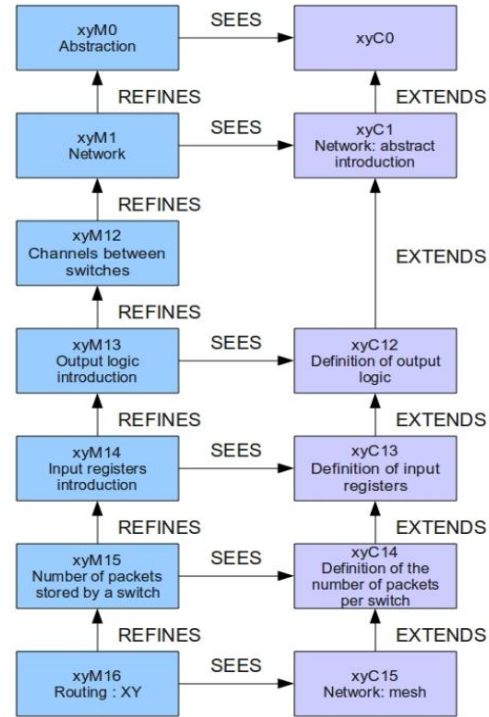 xyM0
Abstraction
SEES
xyC0
REFINES
EXTENDS
xyM1
Network
SEES
xyC1
Network: abstract
introduction
REFINES
xyM12
Channels between
switches
EXTENDS
REFINES
xyM13
Output logic
introduction
SEES
xyC12
Definition of output
logic
REFINES
EXTENDS
xyM14
Input registers
introduction
SEES
xyC13
Definition of input
registers
REFINES
EXTENDS
xyM15
Number of packets
stored by a switch
SEES
xyC14
Definition of the
number of packets
per switch
REFINES
EXTENDS
xyM16
Routing : XY
SEES
xyC15
Network: mesh